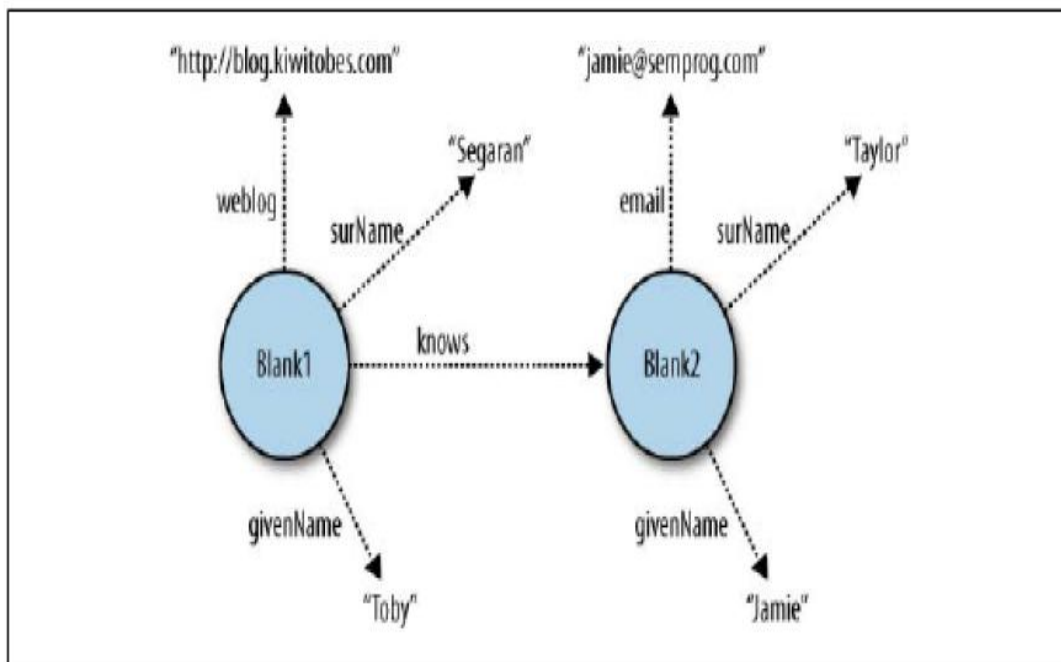 “http://blog.kiwitobes.com”
“jamie@semprog.com”
“Segaran”
“Taylor”
weblog
surName
email
surName
Blank1
knows
Blank2
givenName
givenName
“Toby”
“Jamie”